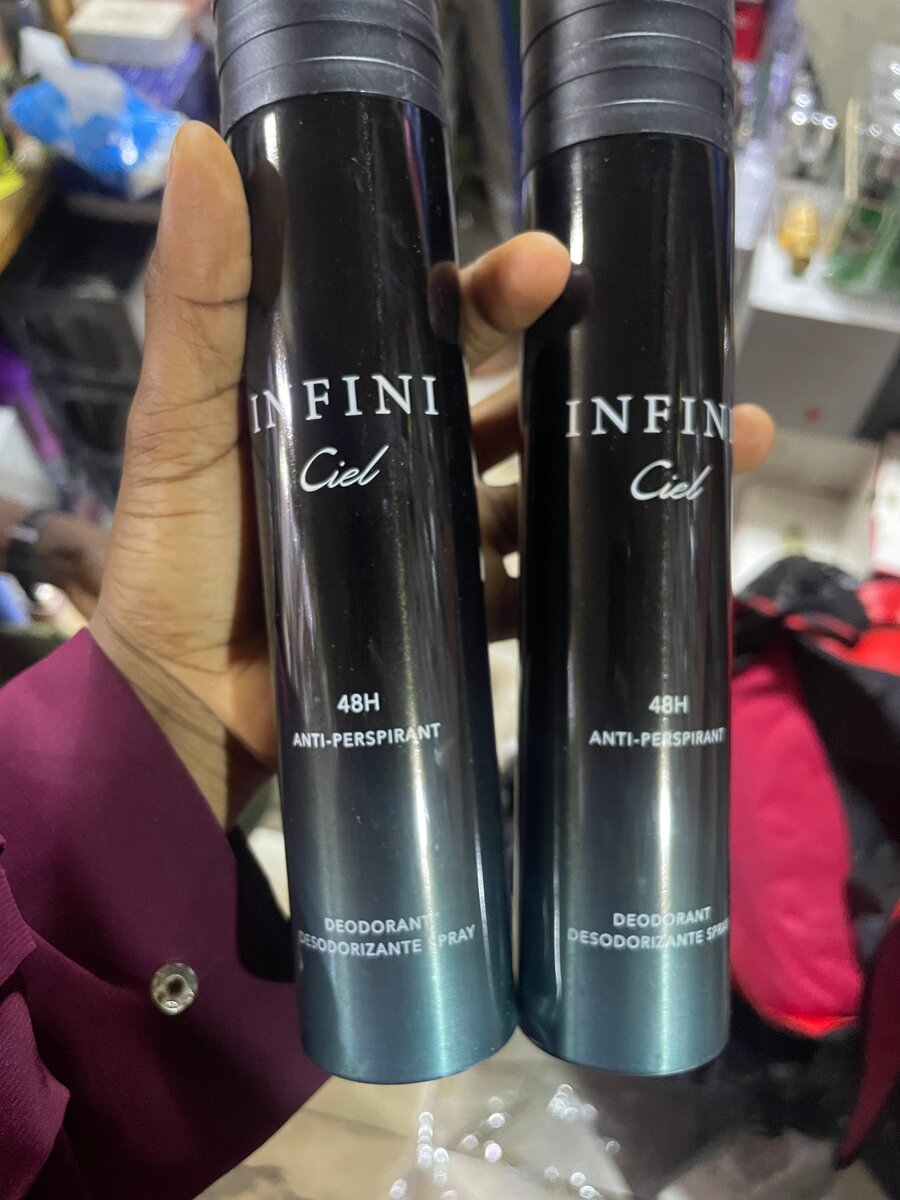 INFINI
Ciel
48H
ANTI-PERSPIRANT
DEODORANT
DESODORIZANTE SPRAY
INFINI
Ciel
48H
ANTI-PERSPIRANT
DEODORANT
DESODORIZANTE SPRAY